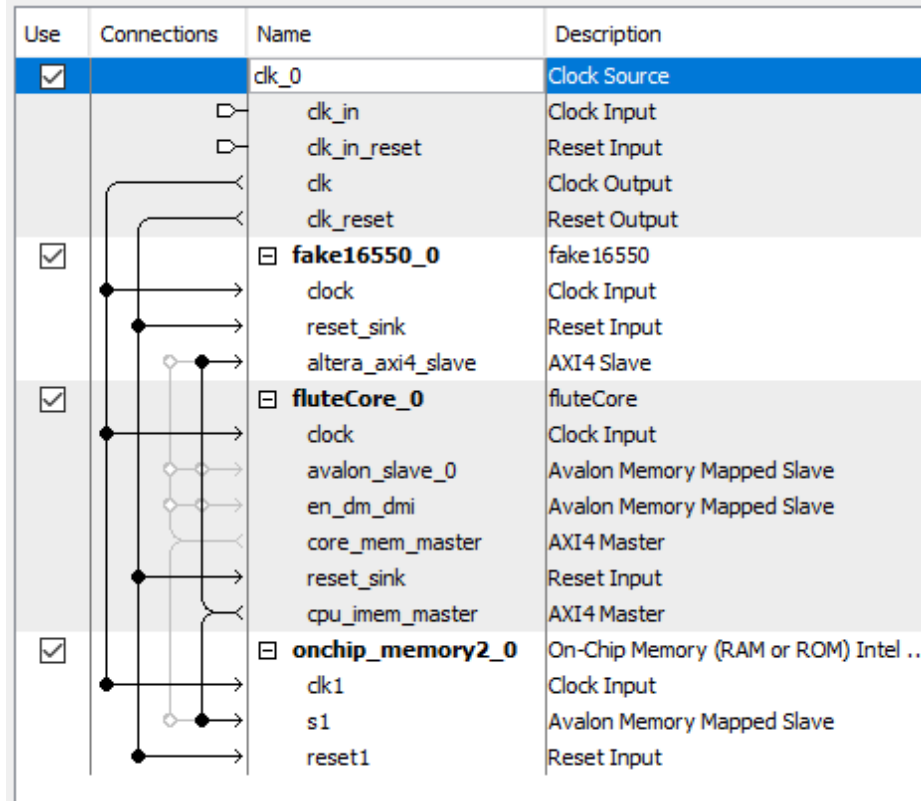 Use Connections Name Description
clk_0 Clock Source
clk_in Clock Input
clk_in_reset Reset Input
clk Clock Output
clk_reset Reset Output
fake16550_0 fake16550
clock Clock Input
reset_sink Reset Input
altera_axi4_slave AXI4 Slave
fluteCore_0 fluteCore
clock Clock Input
avalon_slave_0 Avalon Memory Mapped Slave
en_dm_dmi Avalon Memory Mapped Slave
core_mem_master AXI4 Master
reset_sink Reset Input
cpu_imem_master AXI4 Master
onchip_memory2_0 On-Chip Memory (RAM or ROM) Intel ...
clk1 Clock Input
s1 Avalon Memory Mapped Slave
reset1 Reset Input